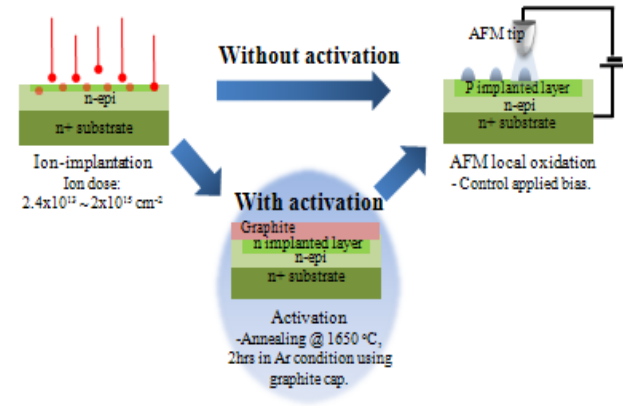 Without activation
n-epi
n+ substrate
Ion-implantation
Ion dose:
2.4x10¹³ ~ 2x10¹⁵ cm⁻²
AFM tip
P implanted layer
n-epi
n+ substrate
AFM local oxidation
- Control applied bias.
With activation
Graphite
n implanted layer
n-epi
n+ substrate
Activation
-Annealing @ 1650 °C,
2hrs in Ar condition using
graphite cap.